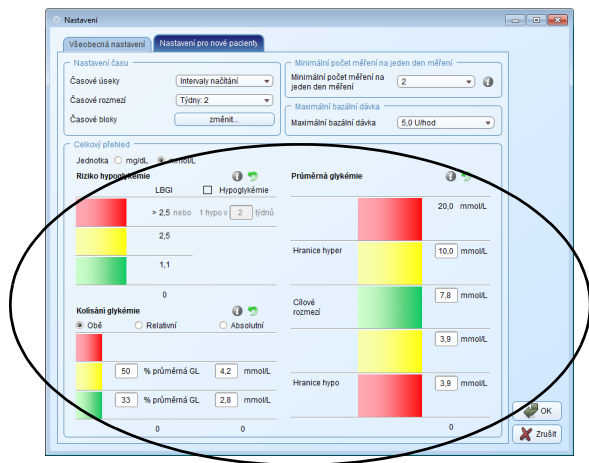 Nastavení
Všeobecná nastavení
Nastavení pro nové pacienty
Nastavení času
Časové úseky
Intervaly načítání
Časové rozmezí
Týdny: 2
Časové bloky
změnit...
Minimální počet měření na jeden den měření
Minimální počet měření na
jeden den měření
2
Maximální bazální dávka
Maximální bazální dávka
5,0 U/hod
Celkový přehled
Jednotka mg/dL mmol/L
Riziko hypoglykémie
LBGI Hypoglykémie
> 2,5 nebo 1 hypo v 2 týdnů
2,5
1,1
0
Kolísání glykémie
Obě Relativní Absolutní
50 % průměrná GL 4,2 mmol/L
33 % průměrná GL 2,8 mmol/L
0 0
Průměrná glykémie
20,0 mmol/L
Hranice hyper 10,0 mmol/L
Cílové
rozmezí
7,8 mmol/L
3,9 mmol/L
Hranice hypo 3,9 mmol/L
0
OK
Zrušit